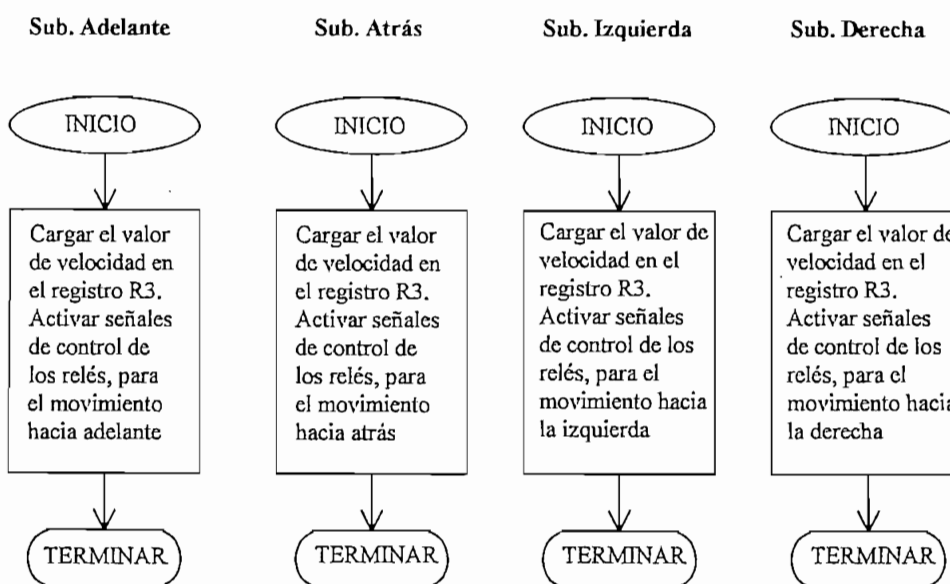 Sub. Adelante
INICIO
Cargar el valor
de velocidad en
el registro R3.
Activar señales
de control de
los relés, para
el movimiento
hacia adelante
TERMINAR
Sub. Atrás
INICIO
Cargar el valor
de velocidad en
el registro R3.
Activar señales
de control de
los relés, para
el movimiento
hacia atrás
TERMINAR
Sub. Izquierda
INICIO
Cargar el valor de
velocidad en el
registro R3.
Activar señales
de control de los
relés, para el
movimiento hacia
la izquierda
TERMINAR
Sub. Derecha
INICIO
Cargar el valor de
velocidad en el
registro R3.
Activar señales
de control de los
relés, para el
movimiento hacia
la derecha
TERMINAR